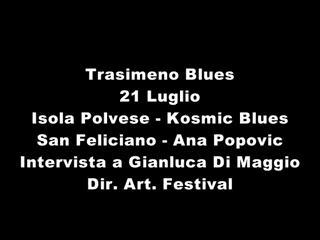 Trasimeno Blues
21 Luglio
Isola Polvese - Kosmic Blues
San Feliciano - Ana Popovic
Intervista a Gianluca Di Maggio
Dir. Art. Festival